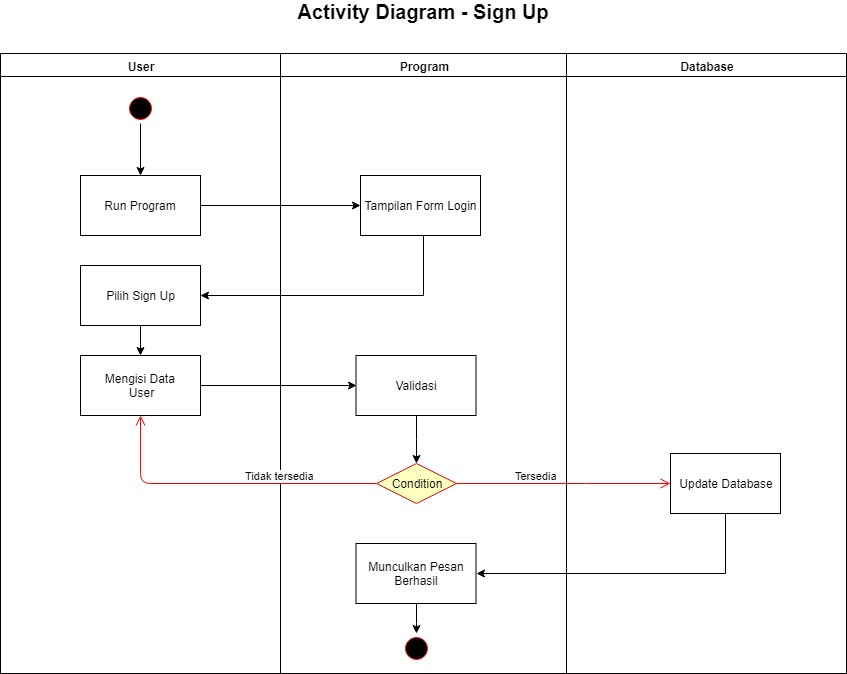 Activity Diagram - Sign Up
User
Program
Database
Run Program
Tampilan Form Login
Pilih Sign Up
Mengisi Data
User
Validasi
Tidak tersedia
Condition
Tersedia
Update Database
Munculkan Pesan
Berhasil